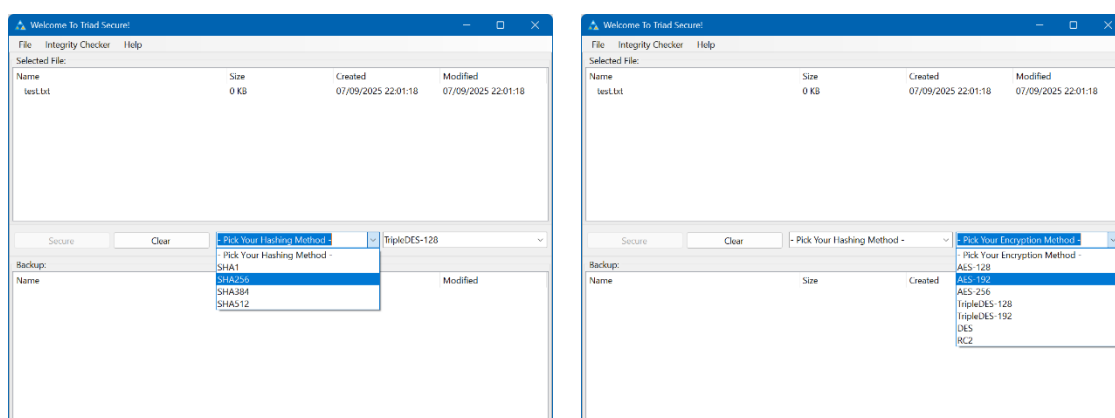 Welcome To Triad Secure!
File Integrity Checker Help
Selected File:
Name Size Created Modified
test.txt 0 KB 07/09/2025 22:01:18 07/09/2025 22:01:18
Secure Clear - Pick Your Hashing Method - TripleDES-128
- Pick Your Hashing Method -
SHA1
SHA256
SHA384
SHA512
Backup:
Name Modified
Welcome To Triad Secure!
File Integrity Checker Help
Selected File:
Name Size Created Modified
test.txt 0 KB 07/09/2025 22:01:18 07/09/2025 22:01:18
Secure Clear - Pick Your Hashing Method - - Pick Your Encryption Method -
- Pick Your Encryption Method -
AES-128
AES-192
AES-256
TripleDES-128
TripleDES-192
DES
RC2
Backup:
Name Size Created